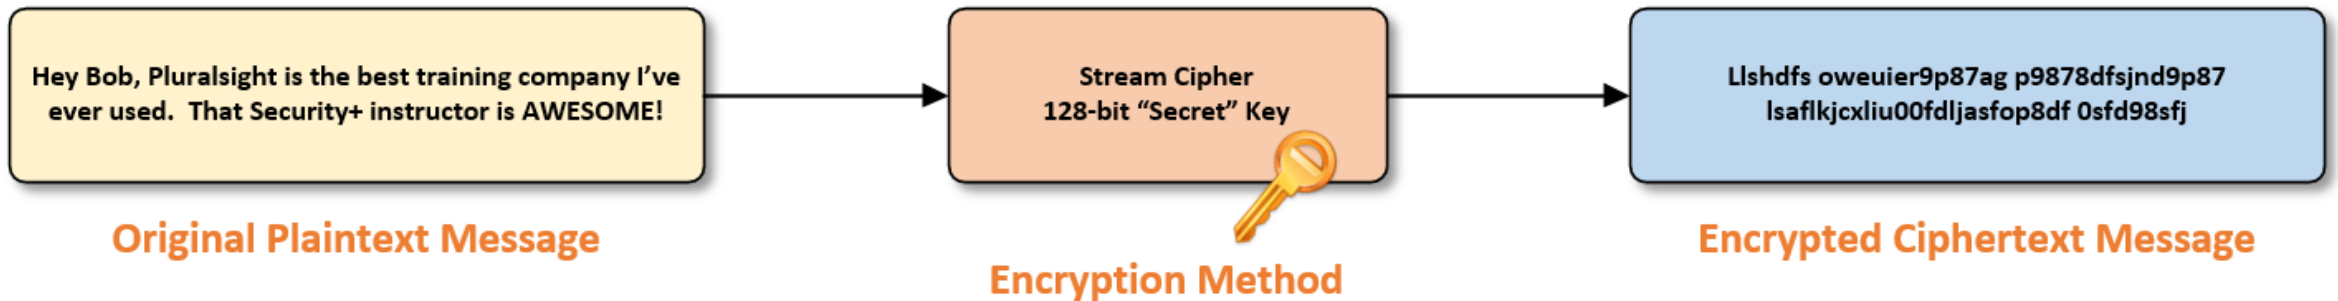 Hey Bob, Pluralsight is the best training company I’ve
ever used.  That Security+ instructor is AWESOME!
Original Plaintext Message
Stream Cipher
128-bit “Secret” Key
Encryption Method
Llshdfs oweuier9p87ag p9878dfsjnd9p87
lsaflkjcxliu00fdljasfop8df 0sfd98sfj
Encrypted Ciphertext Message